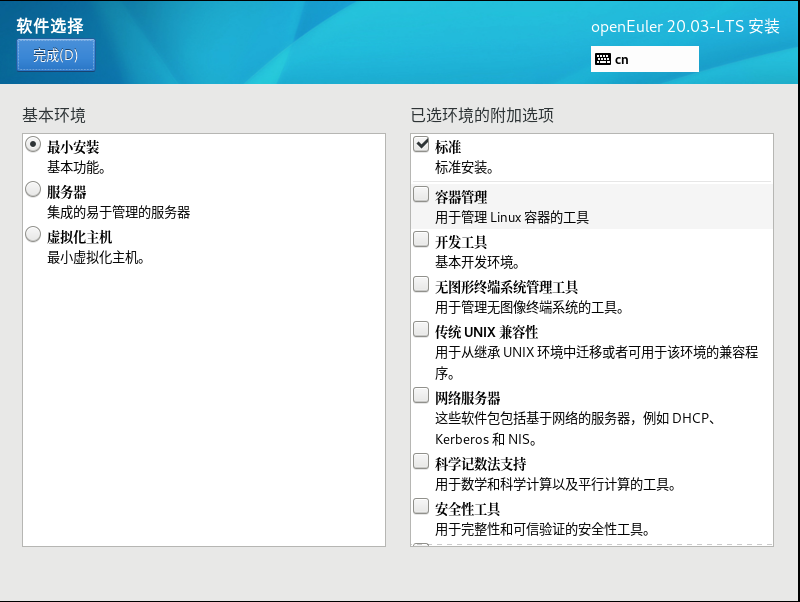 软件选择
openEuler 20.03-LTS 安装
完成(D)
cn
基本环境
已选环境的附加选项
最小安装
基本功能。
服务器
集成的易于管理的服务器
虚拟化主机
最小虚拟化主机。
标准
标准安装。
容器管理
用于管理 Linux 容器的工具
开发工具
基本开发环境。
无图形终端系统管理工具
用于管理无图像终端系统的工具。
传统 UNIX 兼容性
用于从继承 UNIX 环境中迁移或者可用于该环境的兼容程
序。
网络服务器
这些软件包包括基于网络的服务器，例如 DHCP、
Kerberos 和 NIS。
科学记数法支持
用于数学和科学计算以及平行计算的工具。
安全性工具
用于完整性和可信验证的安全性工具。